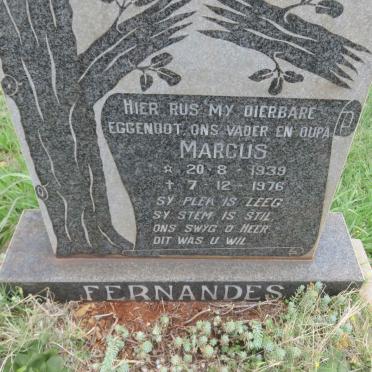 HIER RUS MY DIERBARE
EGGENOOT, ONS VADER EN OUPA
MARCUS
☆ 20-8-1939
† 7-12-1976
SY PLEK IS LEEG
SY STEM IS STIL
ONS SWYG O HEER
DIT WAS U WIL
FERNANDES